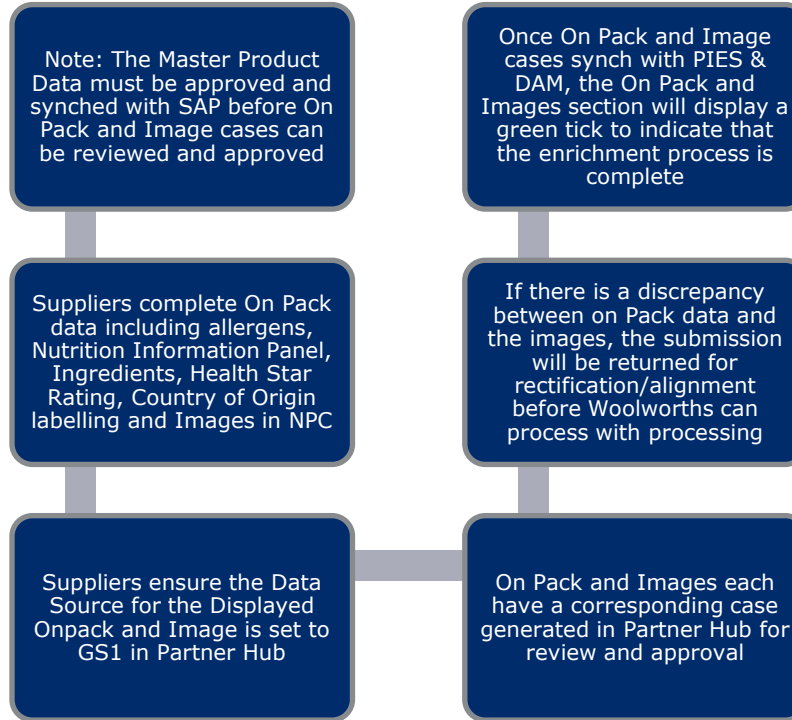 Note: The Master Product
Data must be approved and
synched with SAP before On
Pack and Image cases can
be reviewed and approved
Suppliers complete On Pack
data including allergens,
Nutrition Information Panel,
Ingredients, Health Star
Rating, Country of Origin
labelling and Images in NPC
Suppliers ensure the Data
Source for the Displayed
Onpack and Image is set to
GS1 in Partner Hub
On Pack and Images each
have a corresponding case
generated in Partner Hub for
review and approval
If there is a discrepancy
between on Pack data and
the images, the submission
will be returned for
rectification/alignment
before Woolworths can
process with processing
Once On Pack and Image
cases synch with PIES &
DAM, the On Pack and
Images section will display a
green tick to indicate that
the enrichment process is
complete